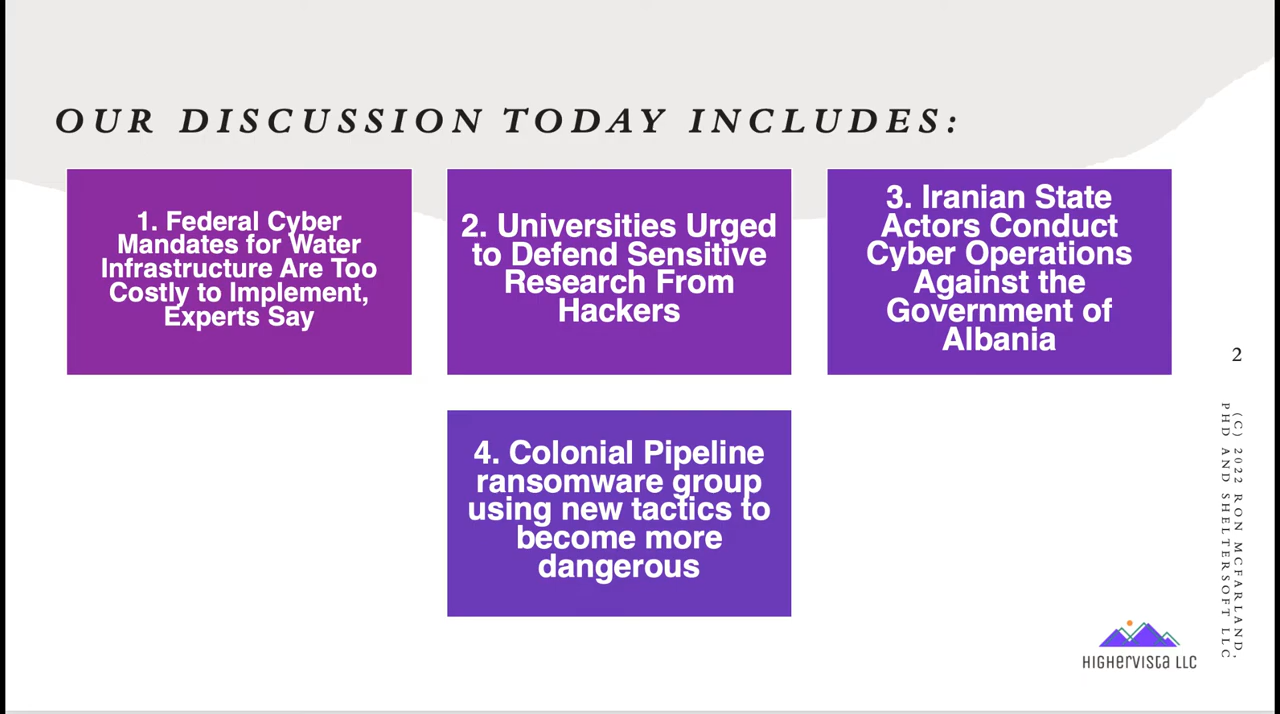 OUR DISCUSSION TODAY INCLUDES:
1. Federal Cyber
Mandates for Water
Infrastructure Are Too
Costly to Implement,
Experts Say
2. Universities Urged
to Defend Sensitive
Research From
Hackers
3. Iranian State
Actors Conduct
Cyber Operations
Against the
Government of
Albania
4. Colonial Pipeline
ransomware group
using new tactics to
become more
dangerous
2
(C) 2022 RON MCFARLAND,
PHD AND SHELTERSOFT LLC
HIGHERVISTA LLC